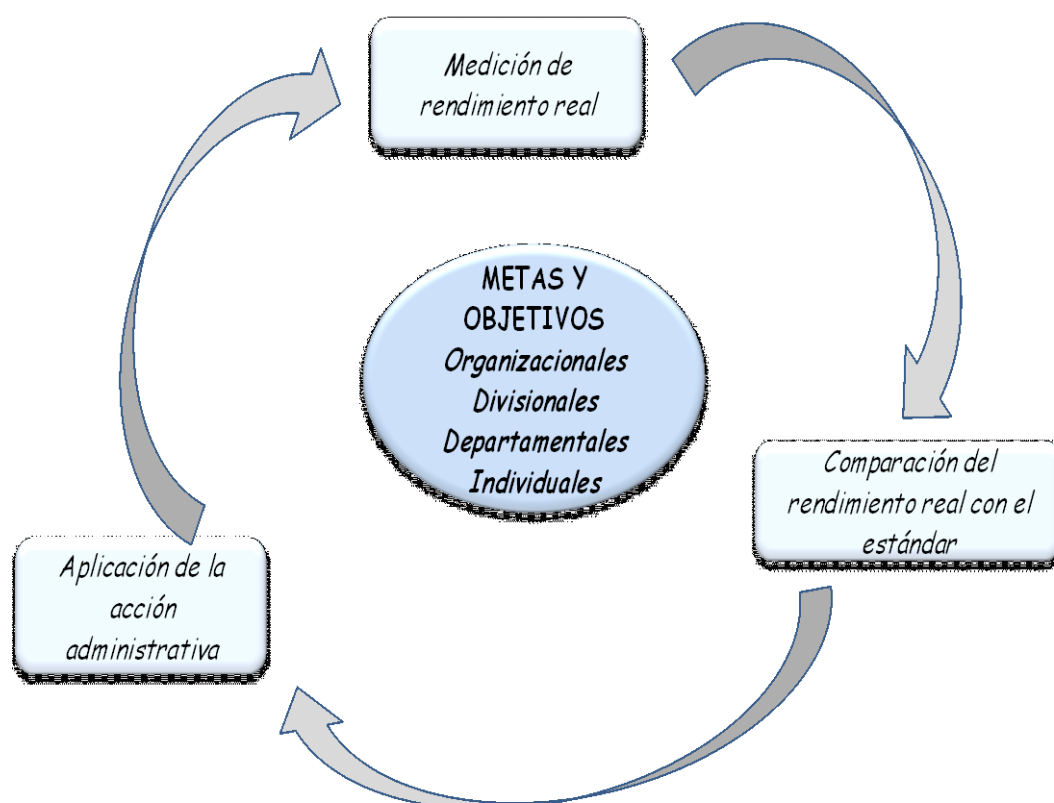 Medición de
rendimiento real
METAS Y
OBJETIVOS
Organizacionales
Divisionales
Departamentales
Individuales
Comparación del
rendimiento real con el
estándar
Aplicación de la
acción
administrativa